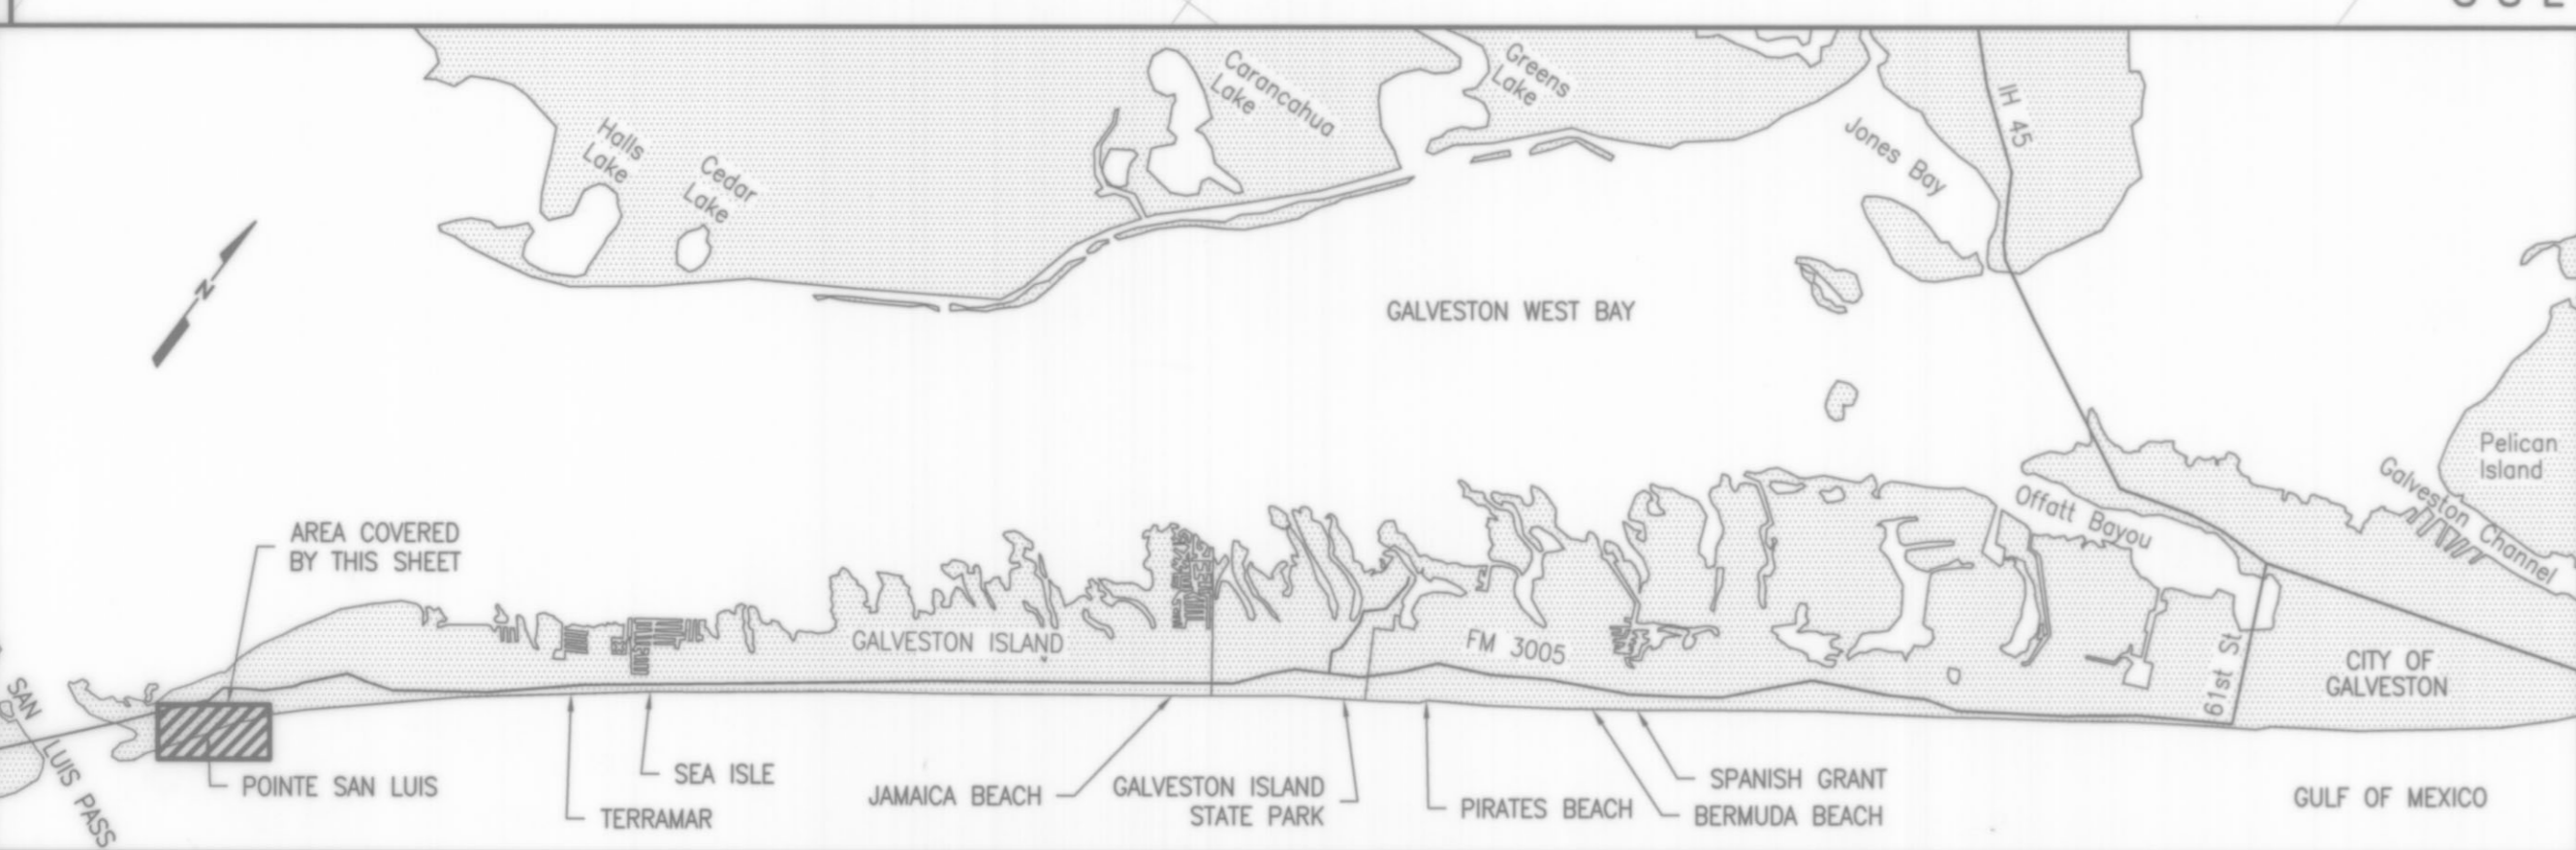 Halls
Lake
Cedar
Lake
Carancahua
Lake
Greens
Lake
Jones Bay
IH 45
N
GALVESTON WEST BAY
Pelican
Island
Galveston Channel
Offatt Bayou
AREA COVERED
BY THIS SHEET
GALVESTON ISLAND
FM 3005
61st St
CITY OF
GALVESTON
SAN
LUIS PASS
POINTE SAN LUIS
TERRAMAR
SEA ISLE
JAMAICA BEACH
GALVESTON ISLAND
STATE PARK
PIRATES BEACH
SPANISH GRANT
BERMUDA BEACH
GULF OF MEXICO